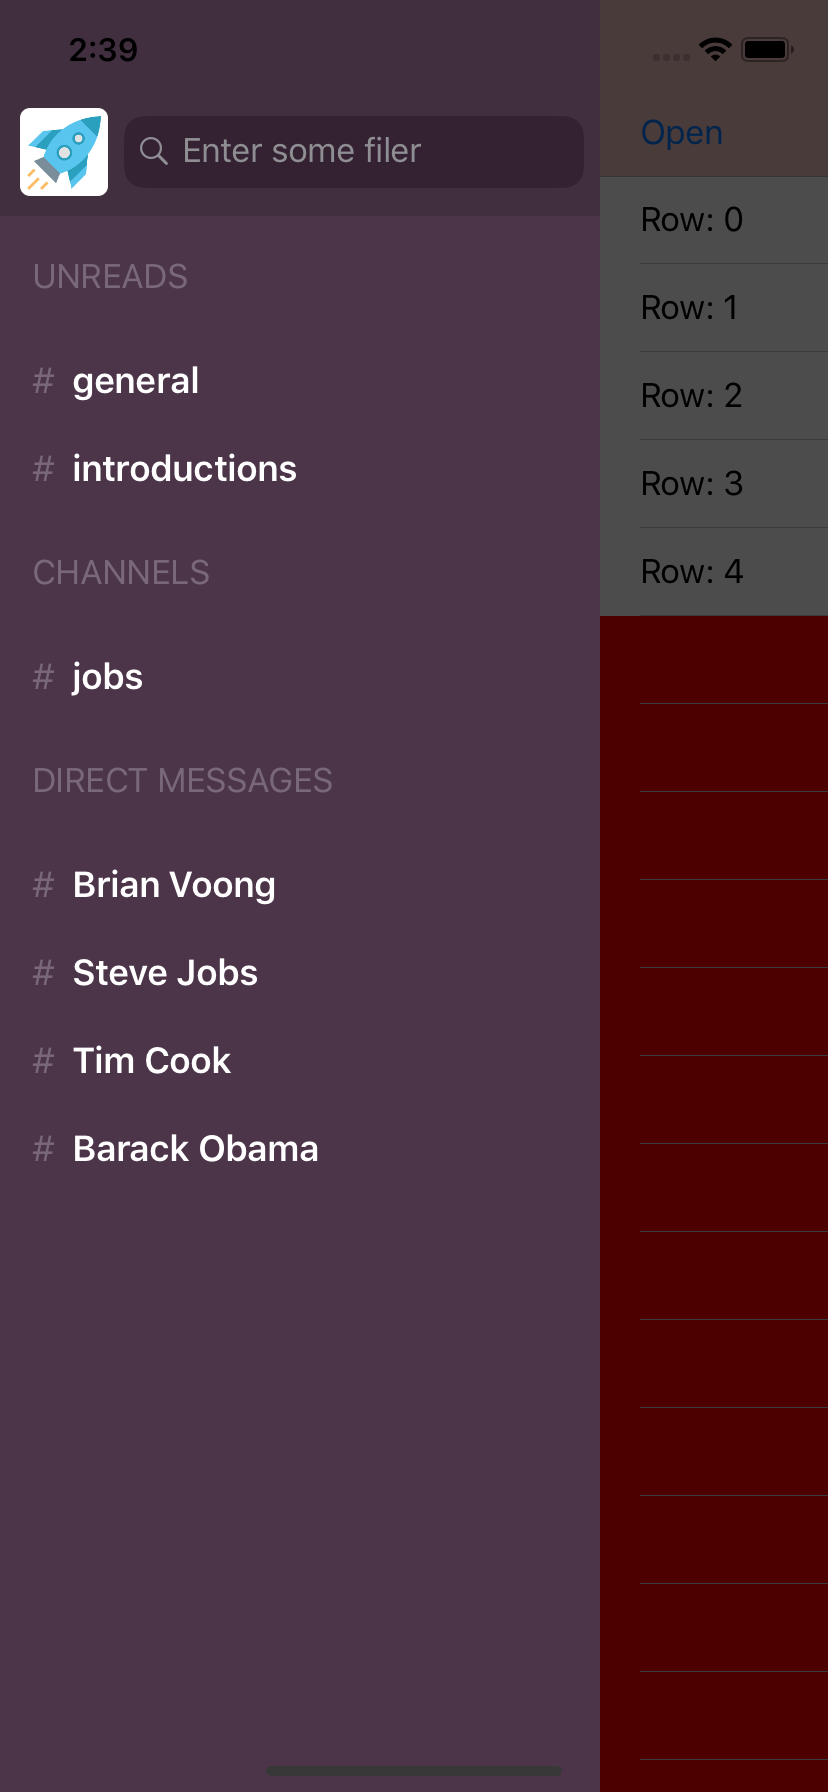 2:39
Enter some filer
UNREADS
# general
# introductions
CHANNELS
# jobs
DIRECT MESSAGES
# Brian Voong
# Steve Jobs
# Tim Cook
# Barack Obama
Open
Row: 0
Row: 1
Row: 2
Row: 3
Row: 4